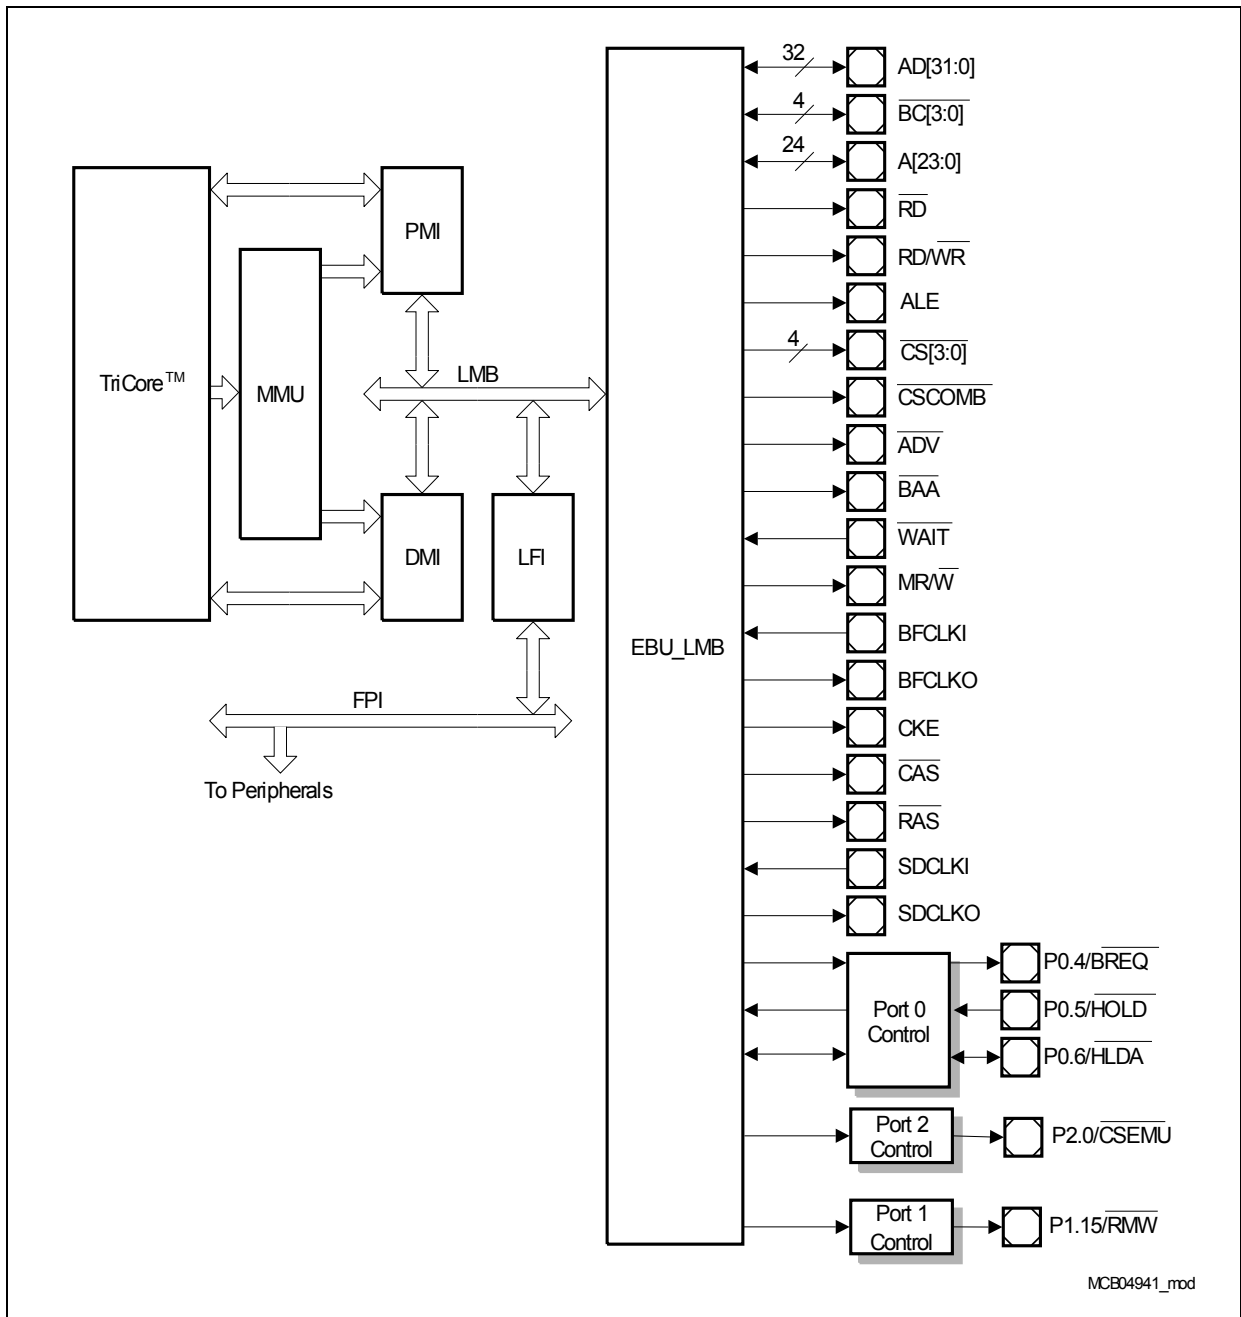 32
AD[31:0]
4
BC[3:0]
24
A[23:0]
RD
RD/WR
ALE
4
CS[3:0]
CSCOMB
ADV
BAA
WAIT
MR/W
BFCLKI
BFCLKO
CKE
CAS
RAS
SDCLKI
SDCLKO
TriCore™
MMU
PMI
LMB
DMI
LFI
EBU_LMB
FPI
To Peripherals
Port 0
Control
P0.4/BREQ
P0.5/HOLD
P0.6/HLDA
Port 2
Control
P2.0/CSEMU
Port 1
Control
P1.15/RMW
MCB04941_mod